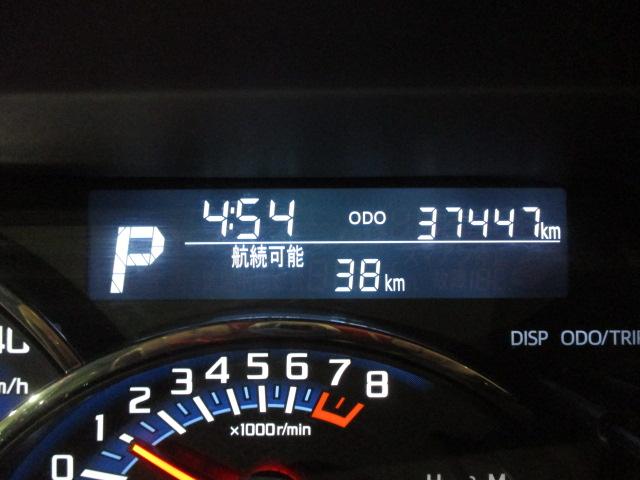 4:54 ODO 37447km
P
航続可能 38km
DISP ODO/TRIP
0 1 2 3 4 5 6 7 8
×1000r/min
m/h